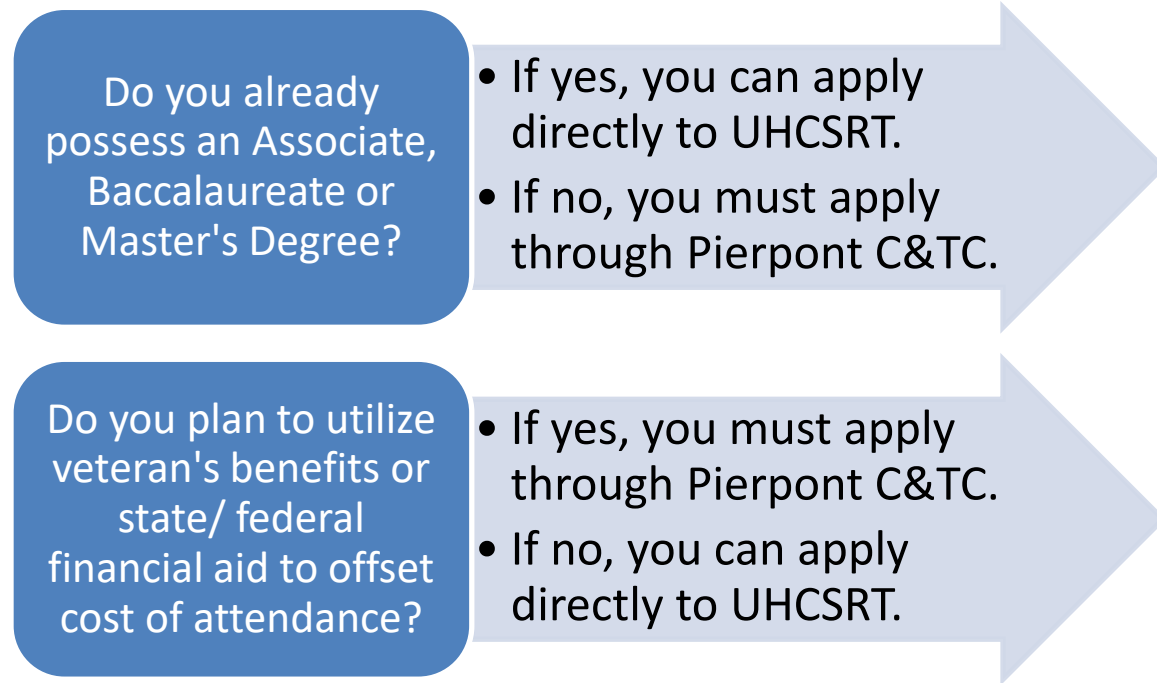 Do you already
possess an Associate,
Baccalaureate or
Master's Degree?
• If yes, you can apply
directly to UHCSRT.
• If no, you must apply
through Pierpont C&TC.
Do you plan to utilize
veteran's benefits or
state/ federal
financial aid to offset
cost of attendance?
• If yes, you must apply
through Pierpont C&TC.
• If no, you can apply
directly to UHCSRT.